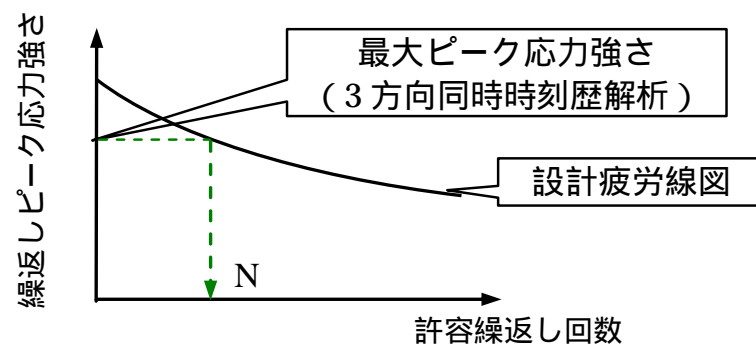 繰返しピーク応力強さ
最大ピーク応力強さ
(3方向同時時刻歴解析)
設計疲労線図
N
許容繰返し回数